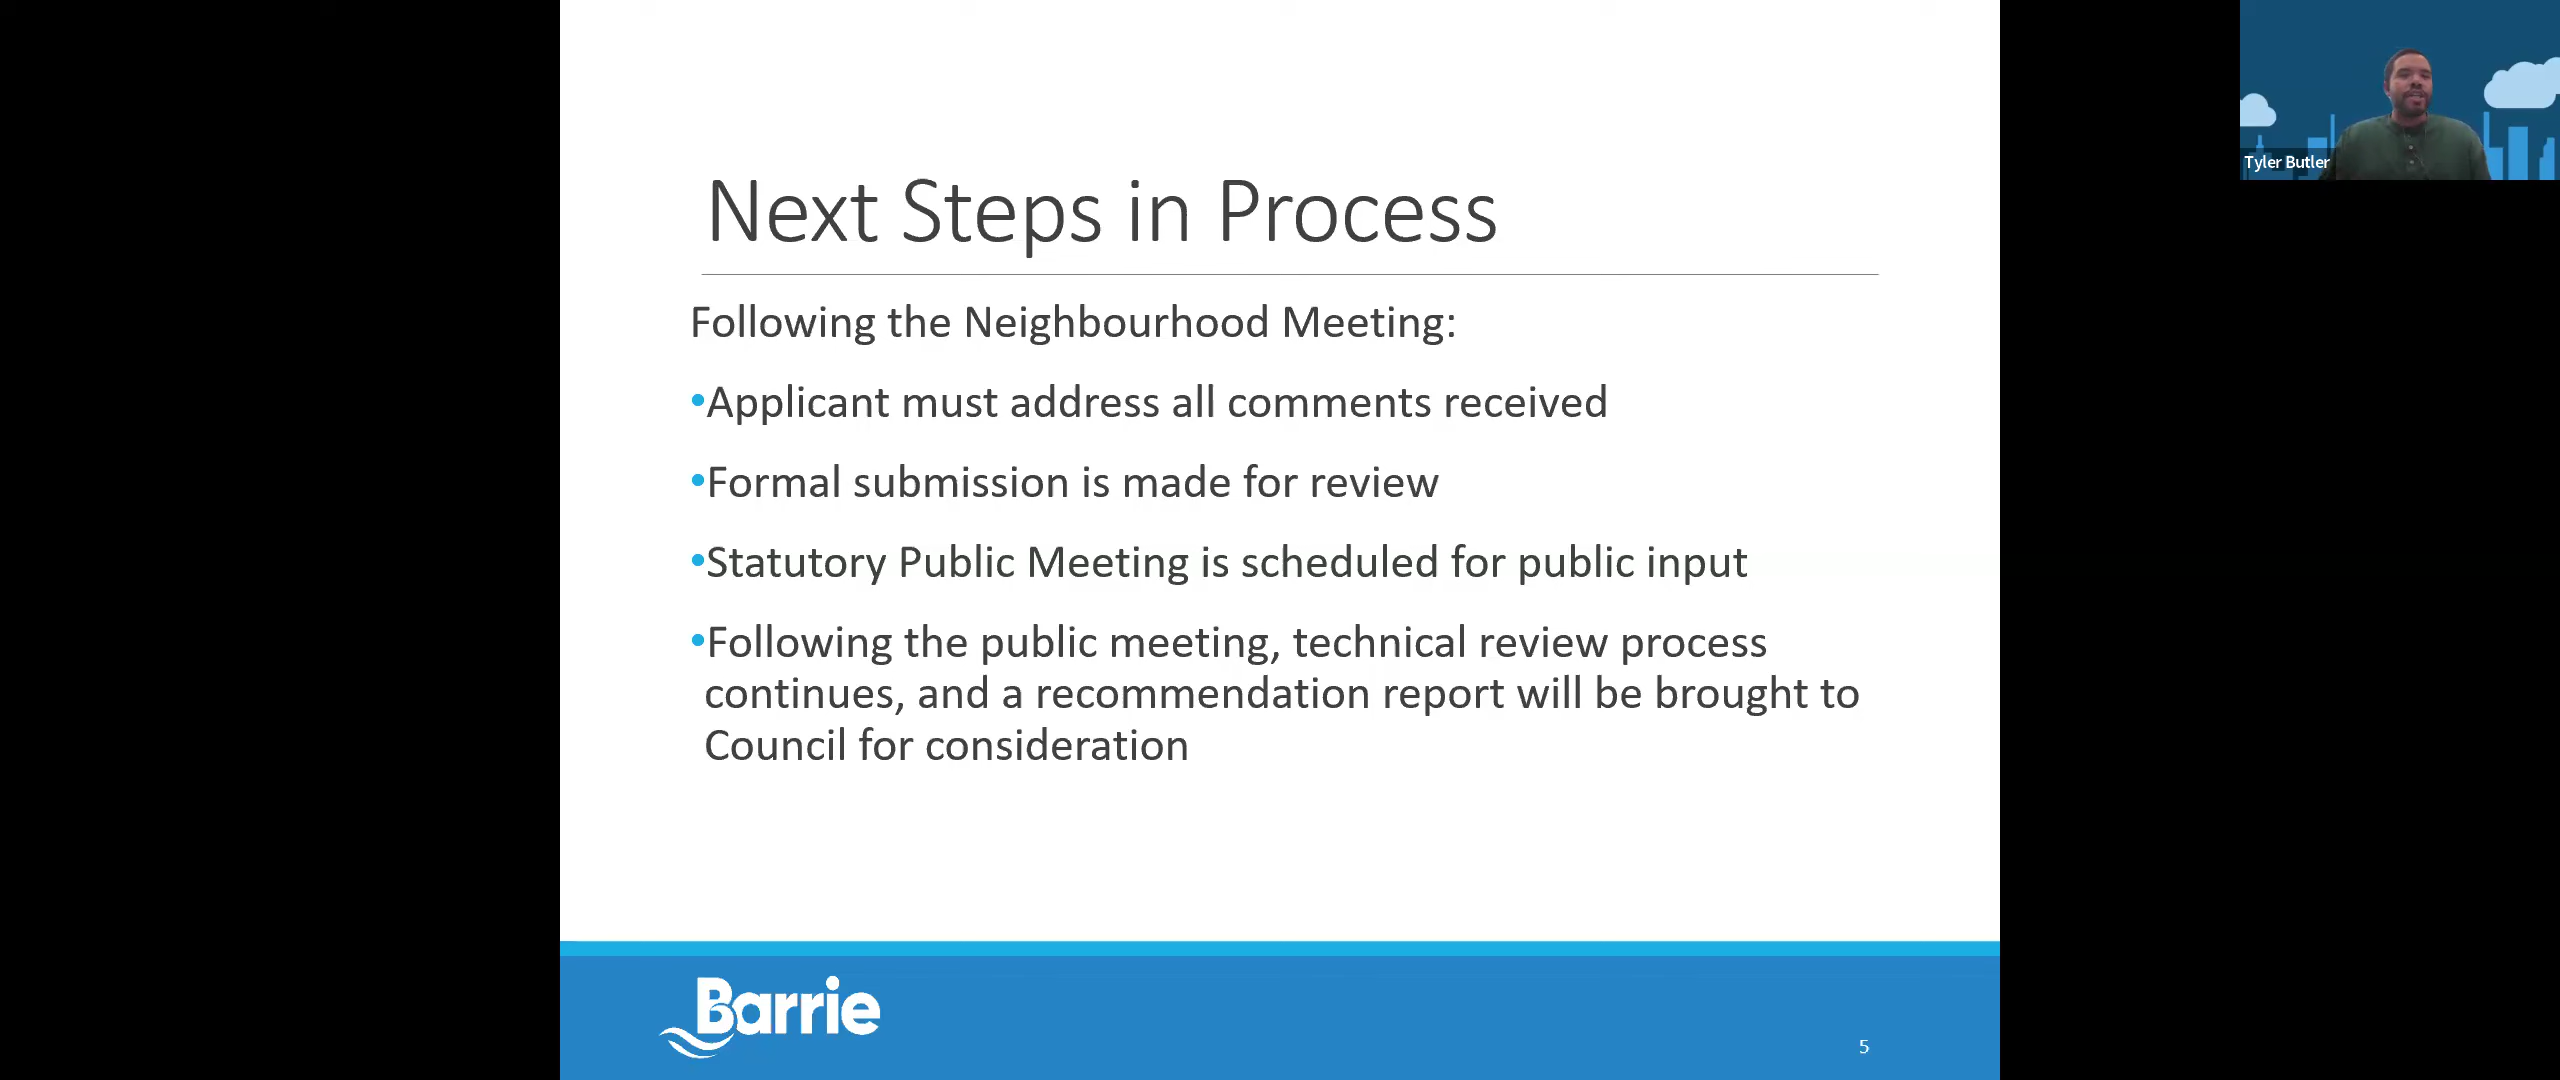 Next Steps in Process
Following the Neighbourhood Meeting:
•Applicant must address all comments received
•Formal submission is made for review
•Statutory Public Meeting is scheduled for public input
•Following the public meeting, technical review process
continues, and a recommendation report will be brought to
Council for consideration
Barrie
5
Tyler Butler